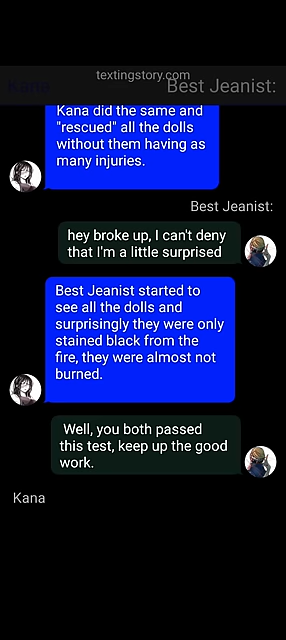 textingstory.com
Kana
Best Jeanist:
Kana did the same and
"rescued" all the dolls
without them having as
many injuries.
Best Jeanist:
hey broke up, I can't deny
that I'm a little surprised
Best Jeanist started to
see all the dolls and
surprisingly they were only
stained black from the
fire, they were almost not
burned.
Well, you both passed
this test, keep up the good
work.
Kana